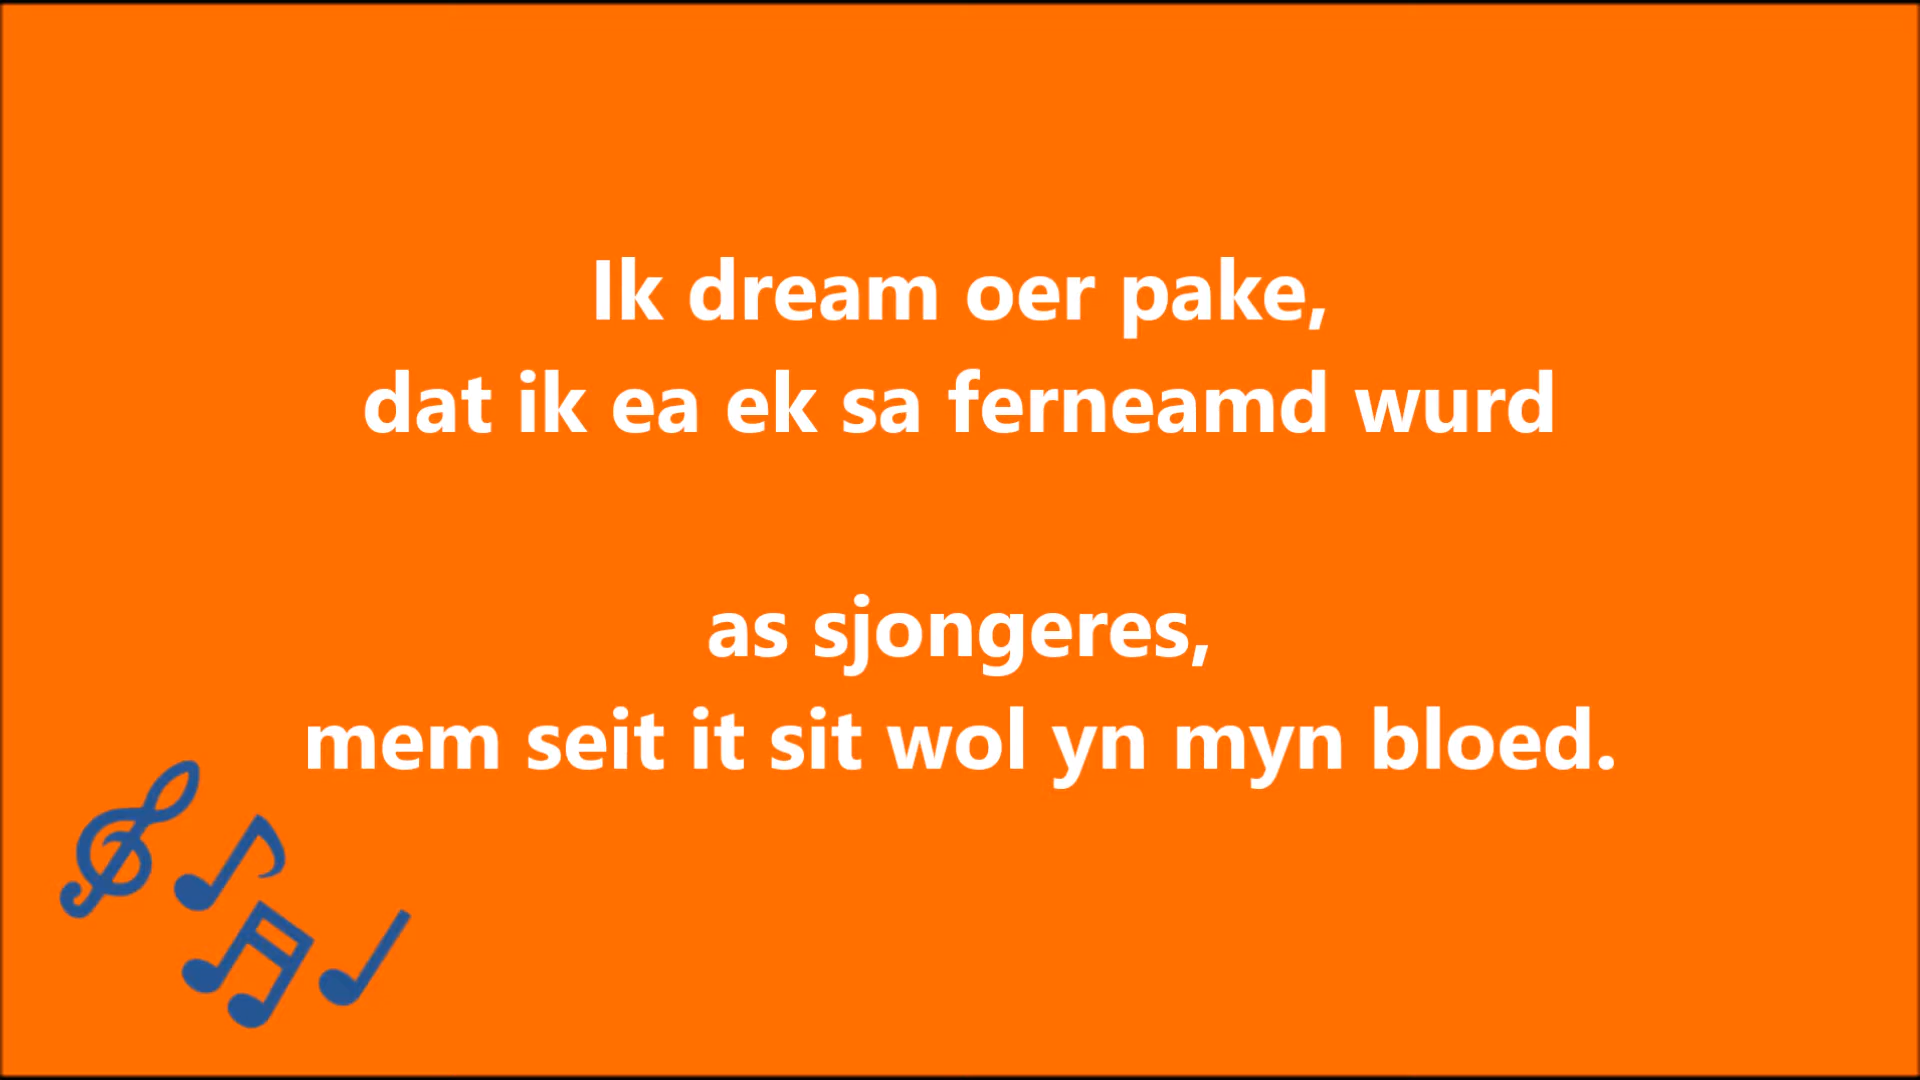 Ik dream oer pake,
dat ik ea ek sa ferneamd wurd
as sjongeres,
mem seit it sit wol yn myn bloed.